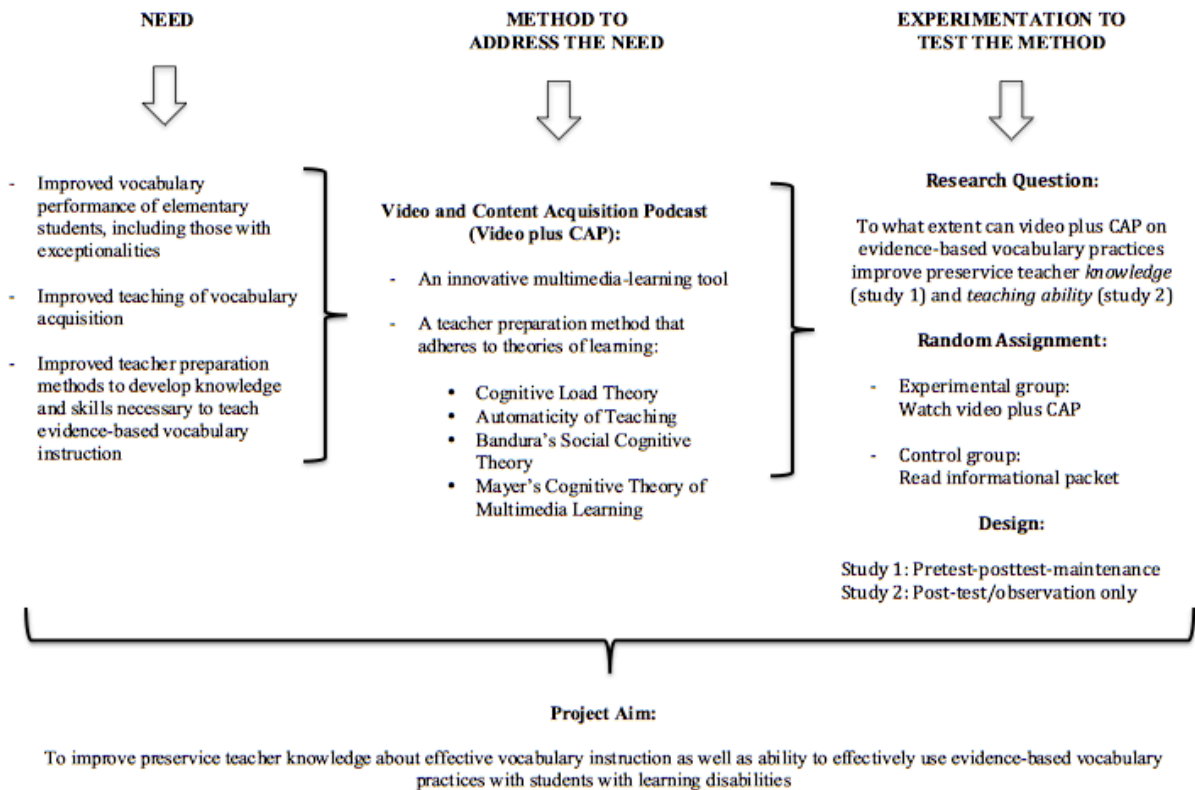 NEED
- Improved vocabulary
performance of elementary
students, including those with
exceptionalities
- Improved teaching of vocabulary
acquisition
- Improved teacher preparation
methods to develop knowledge
and skills necessary to teach
evidence-based vocabulary
instruction
METHOD TO
ADDRESS THE NEED
Video and Content Acquisition Podcast
(Video plus CAP):
- An innovative multimedia-learning tool
- A teacher preparation method that
adheres to theories of learning:
• Cognitive Load Theory
• Automaticity of Teaching
• Bandura's Social Cognitive
Theory
• Mayer's Cognitive Theory of
Multimedia Learning
EXPERIMENTATION TO
TEST THE METHOD
Research Question:
To what extent can video plus CAP on
evidence-based vocabulary practices
improve preservice teacher knowledge
(study 1) and teaching ability (study 2)
Random Assignment:
- Experimental group:
Watch video plus CAP
- Control group:
Read informational packet
Design:
Study 1: Pretest-posttest-maintenance
Study 2: Post-test/observation only
Project Aim:
To improve preservice teacher knowledge about effective vocabulary instruction as well as ability to effectively use evidence-based vocabulary
practices with students with learning disabilities